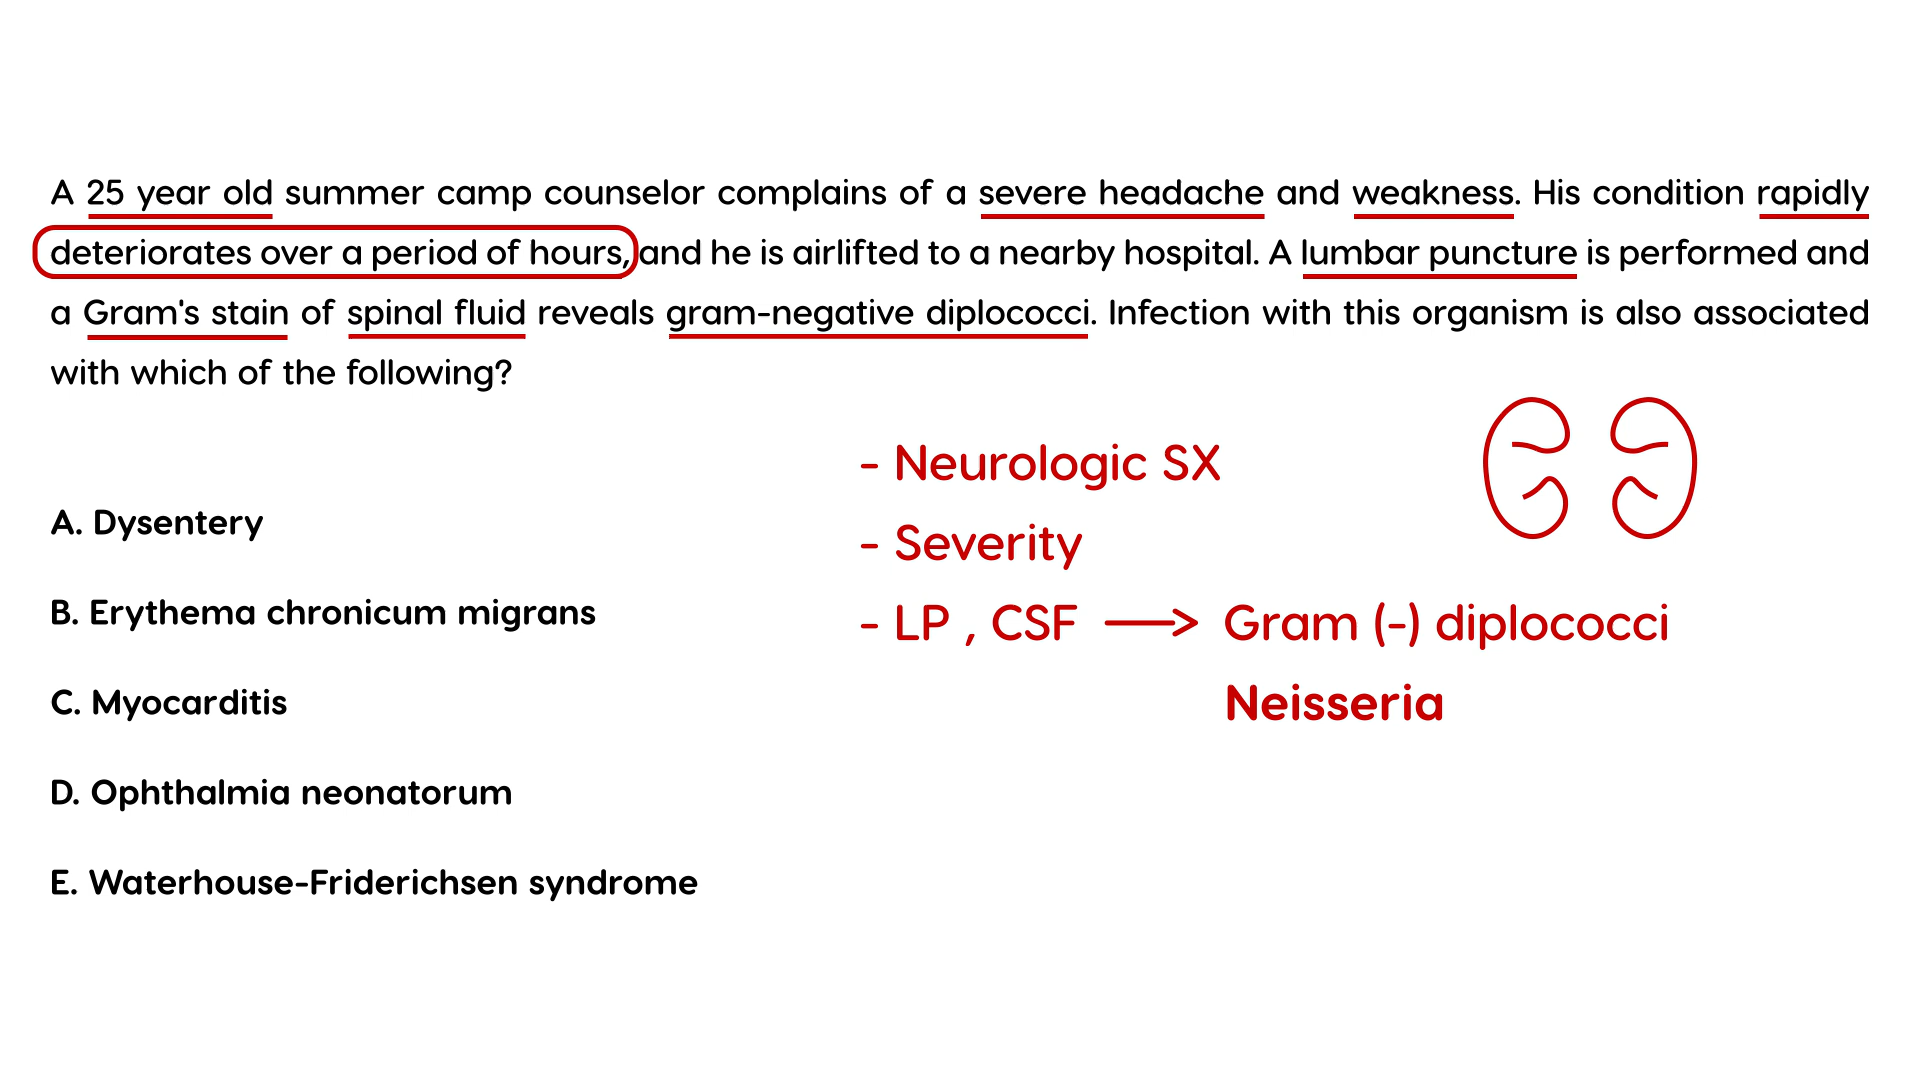 A 25 year old summer camp counselor complains of a severe headache and weakness. His condition rapidly
deteriorates over a period of hours, and he is airlifted to a nearby hospital. A lumbar puncture is performed and
a Gram's stain of spinal fluid reveals gram-negative diplococci. Infection with this organism is also associated
with which of the following?
- Neurologic SX
A. Dysentery
- Severity
B. Erythema chronicum migrans
- LP , CSF → Gram (-) diplococci
C. Myocarditis
Neisseria
D. Ophthalmia neonatorum
E. Waterhouse-Friderichsen syndrome